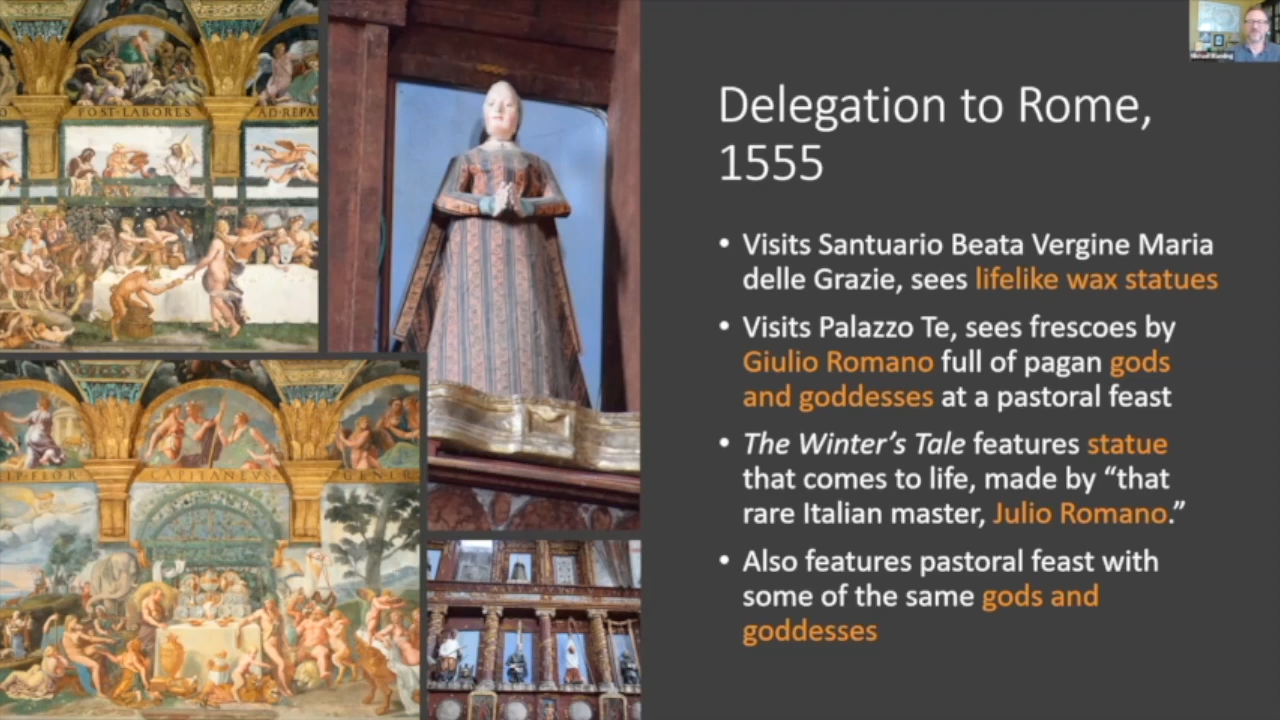 POST·LABORES
AD·REPA
Delegation to Rome,
1555
• Visits Santuario Beata Vergine Maria
delle Grazie, sees lifelike wax statues
• Visits Palazzo Te, sees frescoes by
Giulio Romano full of pagan gods
and goddesses at a pastoral feast
• The Winter’s Tale features statue
that comes to life, made by “that
rare Italian master, Julio Romano.”
• Also features pastoral feast with
some of the same gods and
goddesses